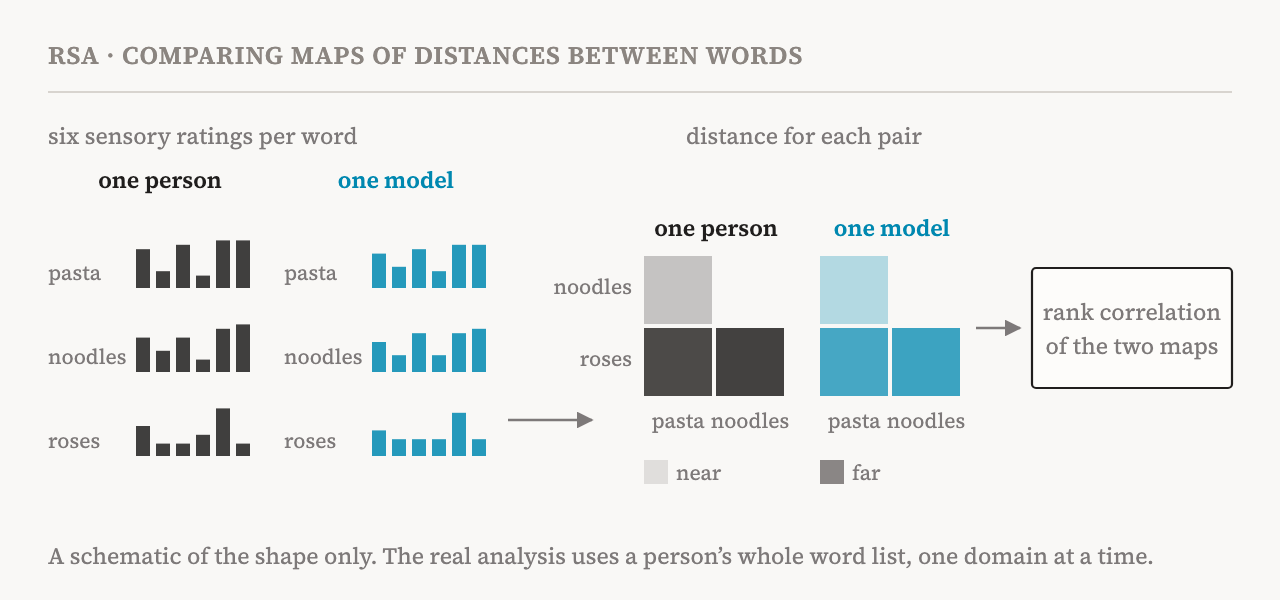 RSA · COMPARING MAPS OF DISTANCES BETWEEN WORDS
six sensory ratings per word
distance for each pair
one person
one model
pasta
pasta
noodles
noodles
roses
roses
one person
one model
noodles
roses
pasta noodles
pasta noodles
near
far
rank correlation
of the two maps
A schematic of the shape only. The real analysis uses a person’s whole word list, one domain at a time.